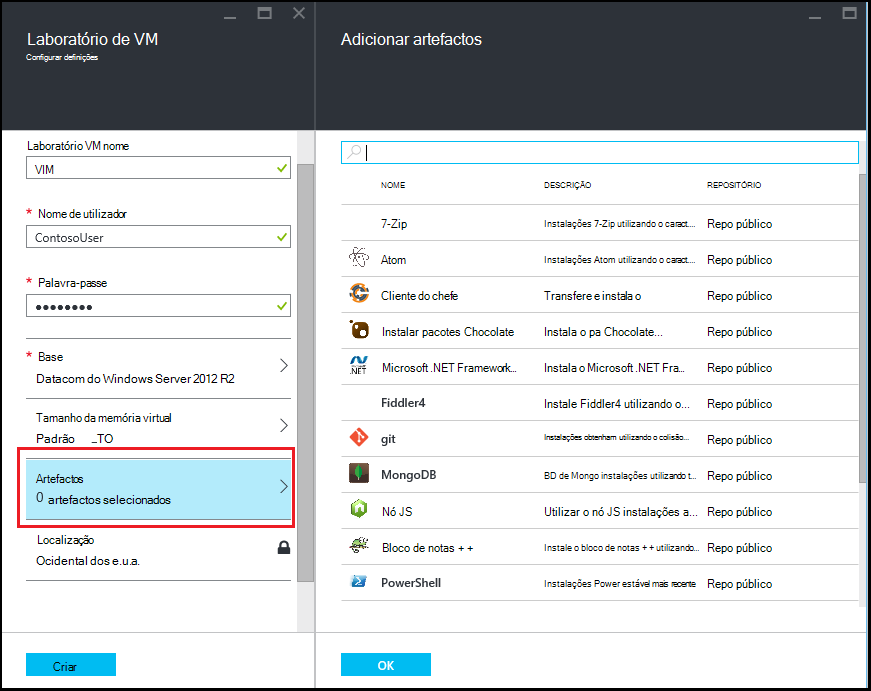 Laboratório de VM
Configurar definições
Laboratório VM nome
VIM
* Nome de utilizador
ContosoUser
* Palavra-passe
••••••••
* Base
Datacom do Windows Server 2012 R2
Tamanho da memória virtual
Padrão _TO
Artefactos
0 artefactos selecionados
Localização
Ocidental dos e.u.a.
Criar
Adicionar artefactos
NOME DESCRIÇÃO REPOSITÓRIO
7-Zip Instalações 7-Zip utilizando o caract.... Repo público
Atom Instalações Atom utilizando o caract.... Repo público
Cliente do chefe Transfere e instala o Repo público
Instalar pacotes Chocolate Instala o pa Chocolate... Repo público
.NET Microsoft .NET Framework... Instala o Microsoft .NET Fra... Repo público
Fiddler4 Instale Fiddler4 utilizando o... Repo público
git Instalações obtenham utilizando o colisão... Repo público
MongoDB BD de Mongo instalações utilizando t... Repo público
Nó JS Utilizar o nó JS instalações a... Repo público
Bloco de notas + + Instale o bloco de notas + + utilizando... Repo público
PowerShell Instalações Power estável mais recente Repo público
OK